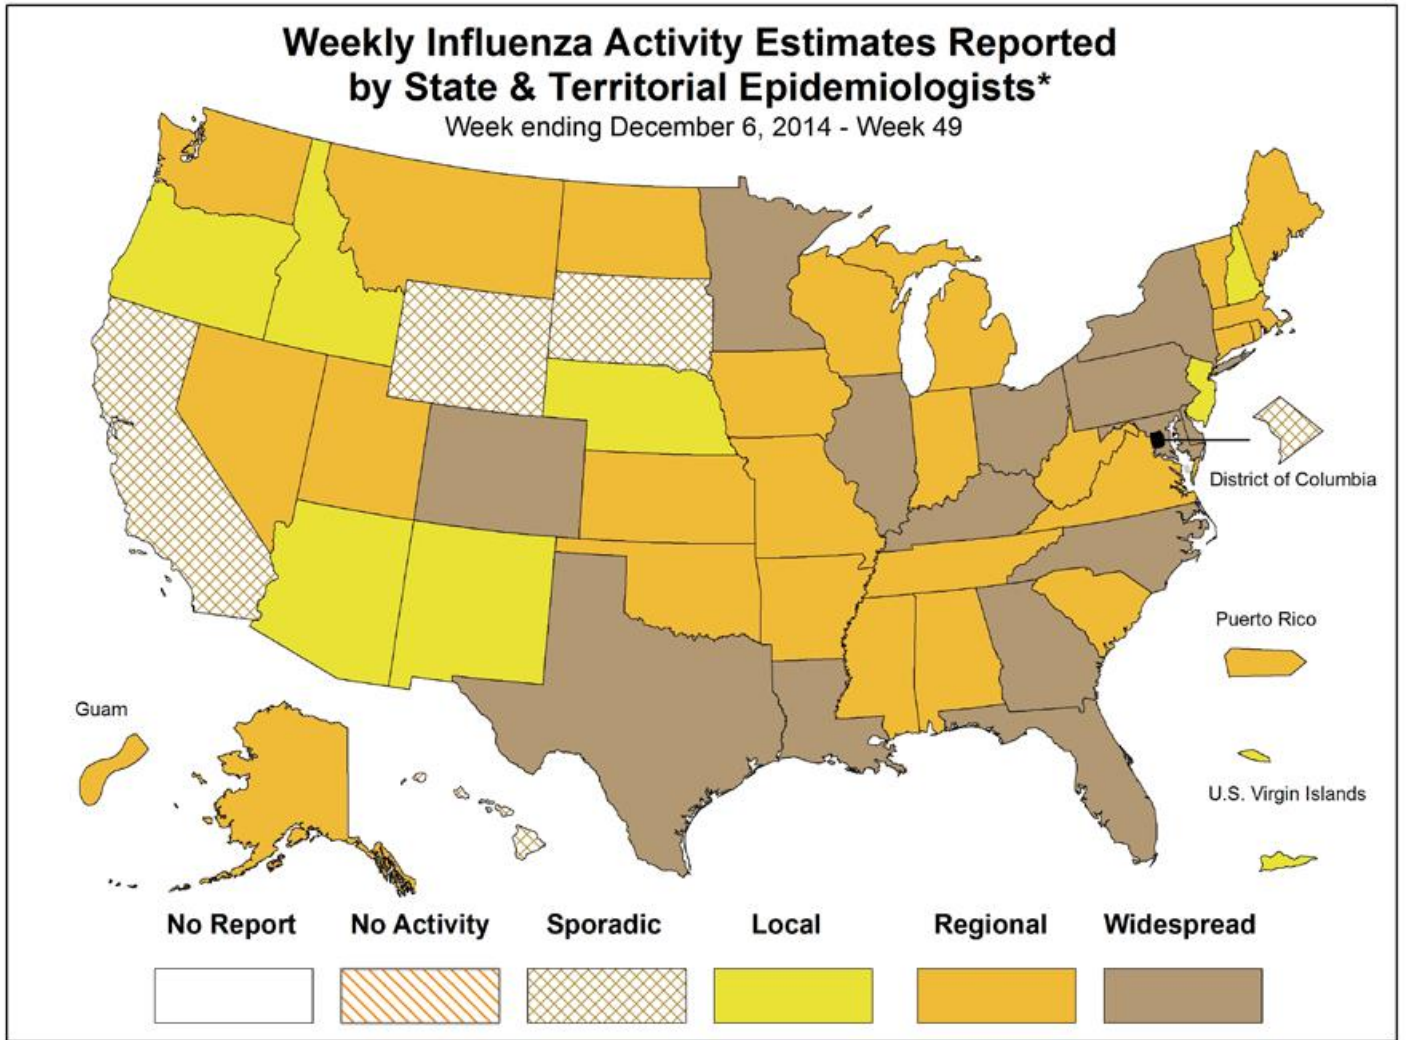 Weekly Influenza Activity Estimates Reported
by State & Territorial Epidemiologists*
Week ending December 6, 2014 - Week 49
District of Columbia
Puerto Rico
Guam
U.S. Virgin Islands
No Report No Activity Sporadic Local Regional Widespread